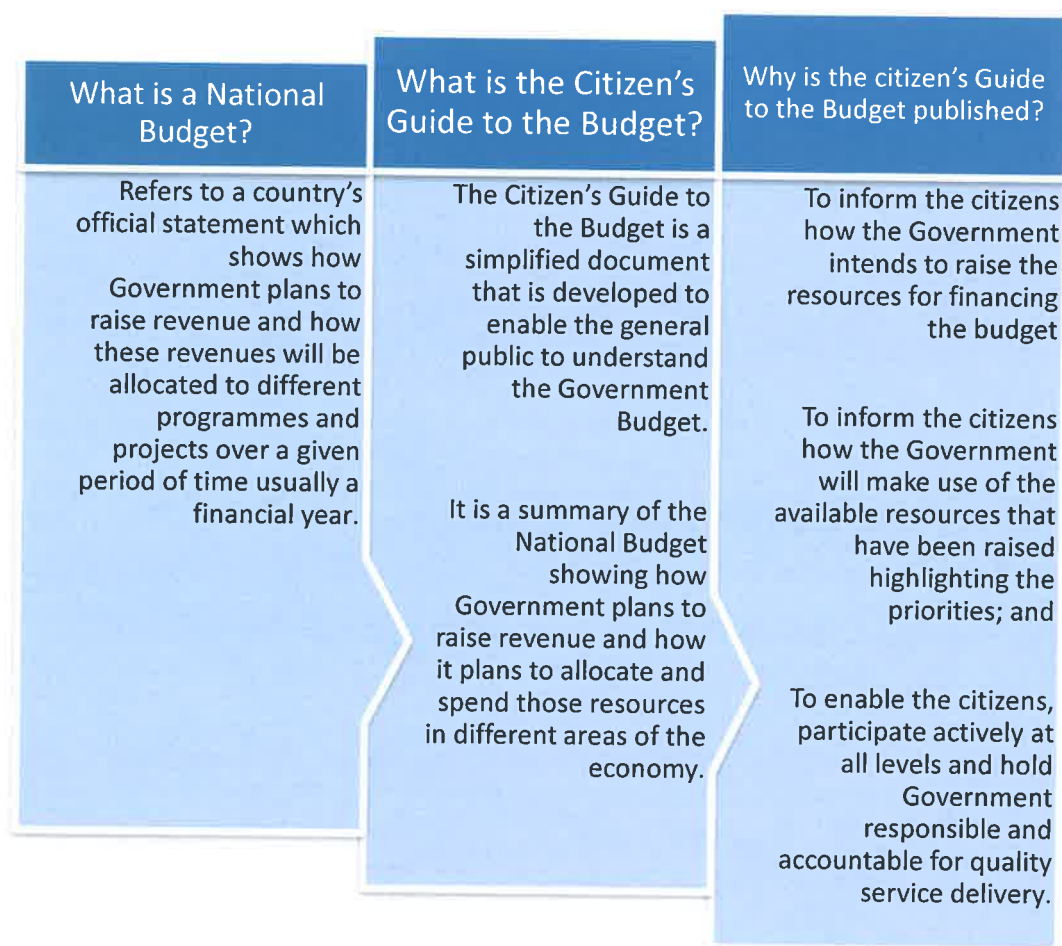 What is a National
Budget?
Refers to a country's
official statement which
shows how
Government plans to
raise revenue and how
these revenues will be
allocated to different
programmes and
projects over a given
period of time usually a
financial year.
What is the Citizen's
Guide to the Budget?
The Citizen's Guide to
the Budget is a
simplified document
that is developed to
enable the general
public to understand
the Government
Budget.
It is a summary of the
National Budget
showing how
Government plans to
raise revenue and how
it plans to allocate and
spend those resources
in different areas of the
economy.
Why is the citizen's Guide
to the Budget published?
To inform the citizens
how the Government
intends to raise the
resources for financing
the budget
To inform the citizens
how the Government
will make use of the
available resources that
have been raised
highlighting the
priorities; and
To enable the citizens,
participate actively at
all levels and hold
Government
responsible and
accountable for quality
service delivery.